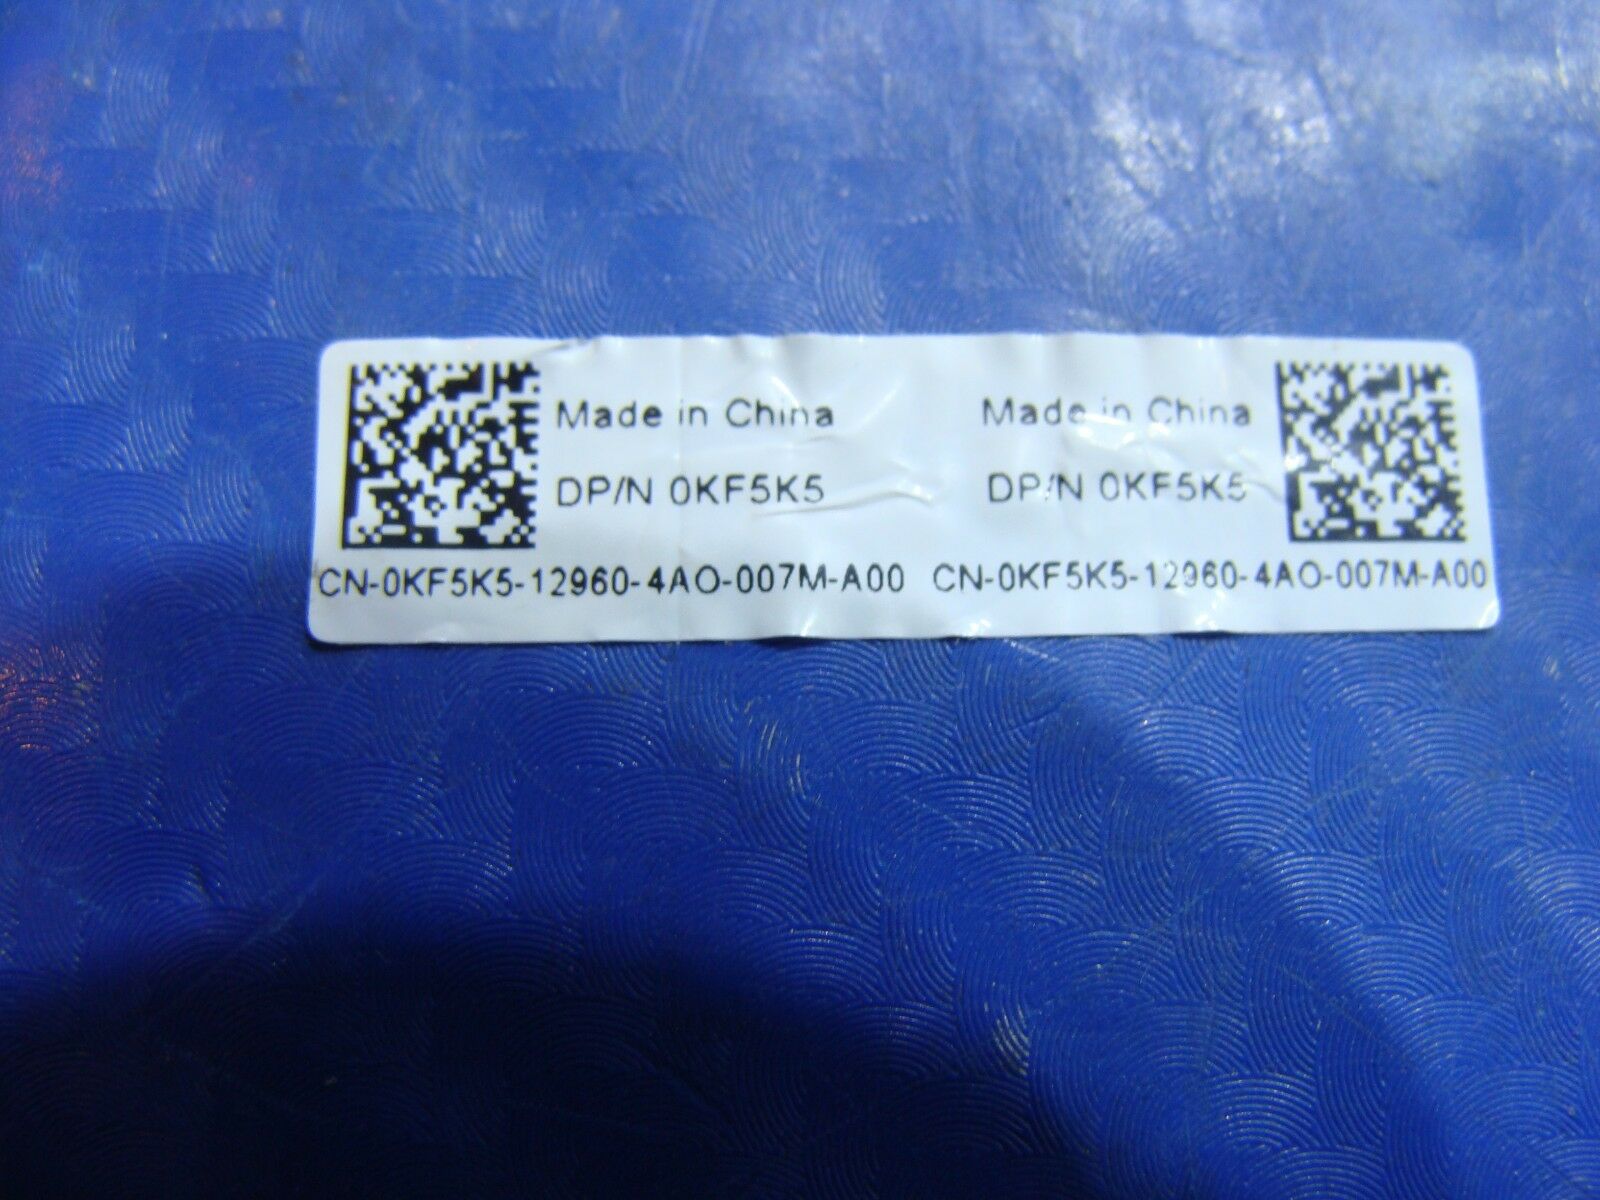 Made in China Made in China
DP/N 0KF5K5 DP/N 0KF5K5
CN-0KF5K5-12960-4AO-007M-A00 CN-0KF5K5-12960-4AO-007M-A00